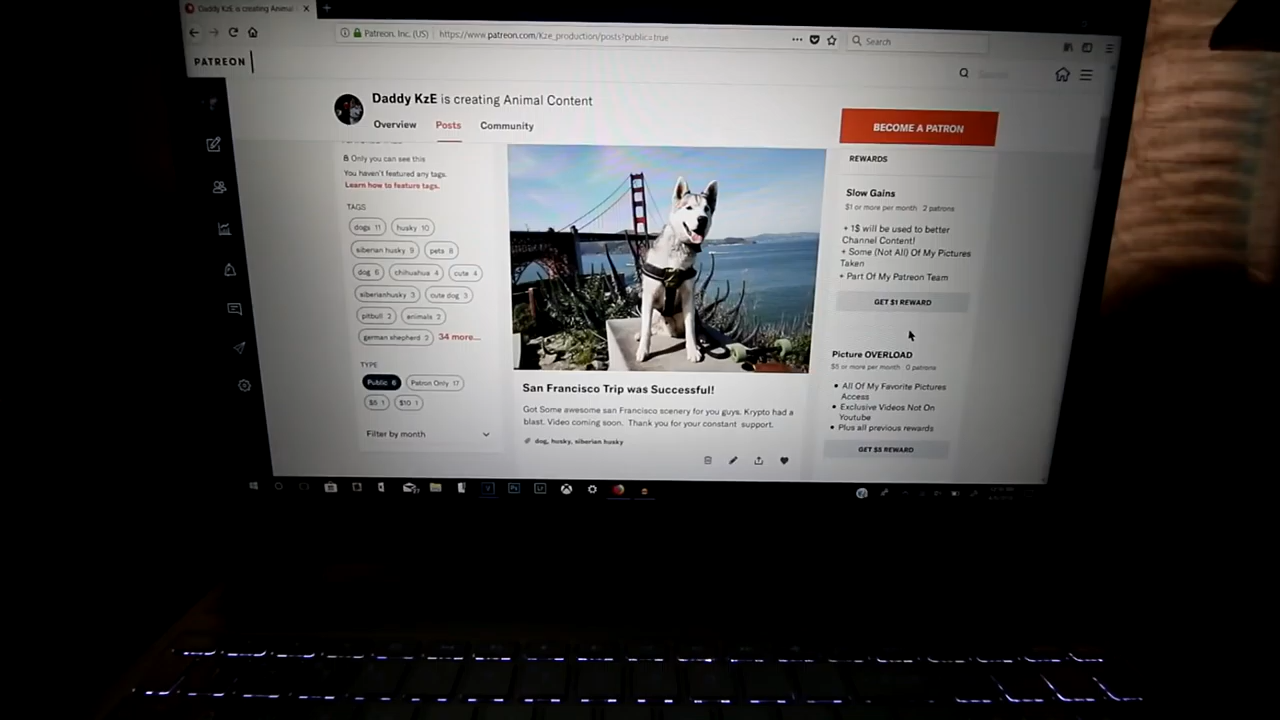 Daddy KzE is creating Animal
Patreon, Inc. (US)
https://www.patreon.com/Kze_production/posts?public=true
Search
PATREON
Daddy KzE is creating Animal Content
Overview
Posts
Community
BECOME A PATRON
8 Only you can see this
You haven't featured any tags.
Learn how to feature tags.
TAGS
dogs 11
husky 10
siberian husky 9
pets 8
dog 6
chihuahua 4
cute 4
siberianhusky 3
cute dog 3
pitbull 2
animals 2
german shepherd 2
34 more...
TYPE
Public 6
Patron Only 17
$5 1
$10 1
Filter by month
San Francisco Trip was Successful!
Got Some awesome san Francisco scenery for you guys. Krypto had a
blast. Video coming soon. Thank you for your constant support.
dog, husky, siberian husky
REWARDS
Slow Gains
$1 or more per month 2 patrons
+ 1$ will be used to better
Channel Content!
+ Some (Not All) Of My Pictures
Taken
+ Part Of My Patreon Team
GET $1 REWARD
Picture OVERLOAD
$5 or more per month 0 patrons
All Of My Favorite Pictures
Access
Exclusive Videos Not On
Youtube
Plus all previous rewards
GET $5 REWARD